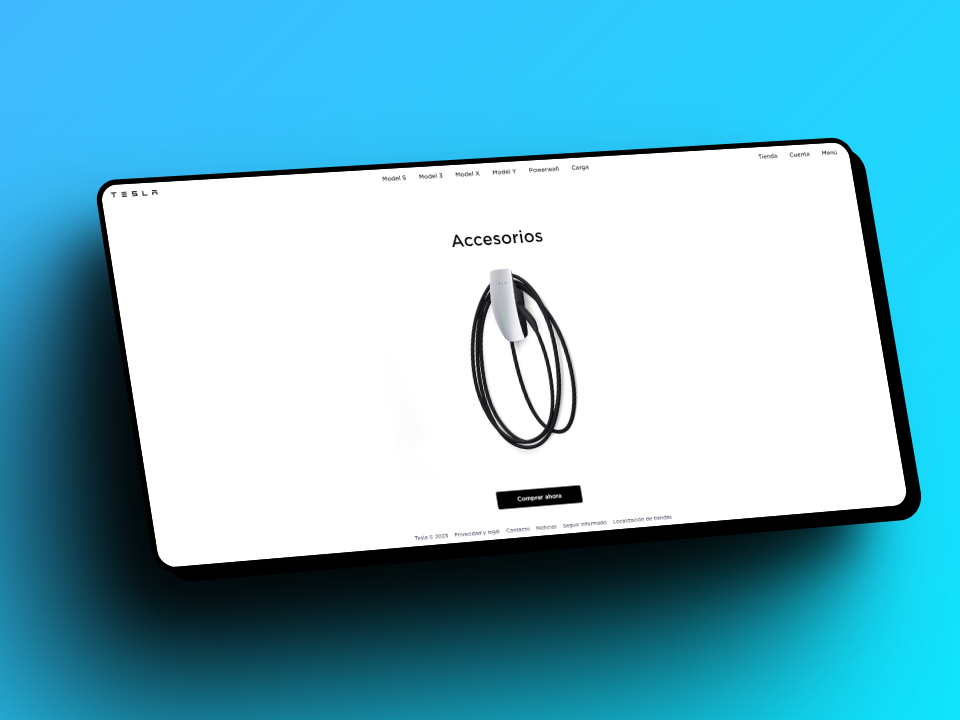 TESLA
Model S Model 3 Model X Model Y Powerwall Carga
Tienda Cuenta Menú
Accesorios
TESLA
Comprar ahora
Tesla © 2023 Privacidad y legal Contacto Noticias Seguir informado Localización de tiendas